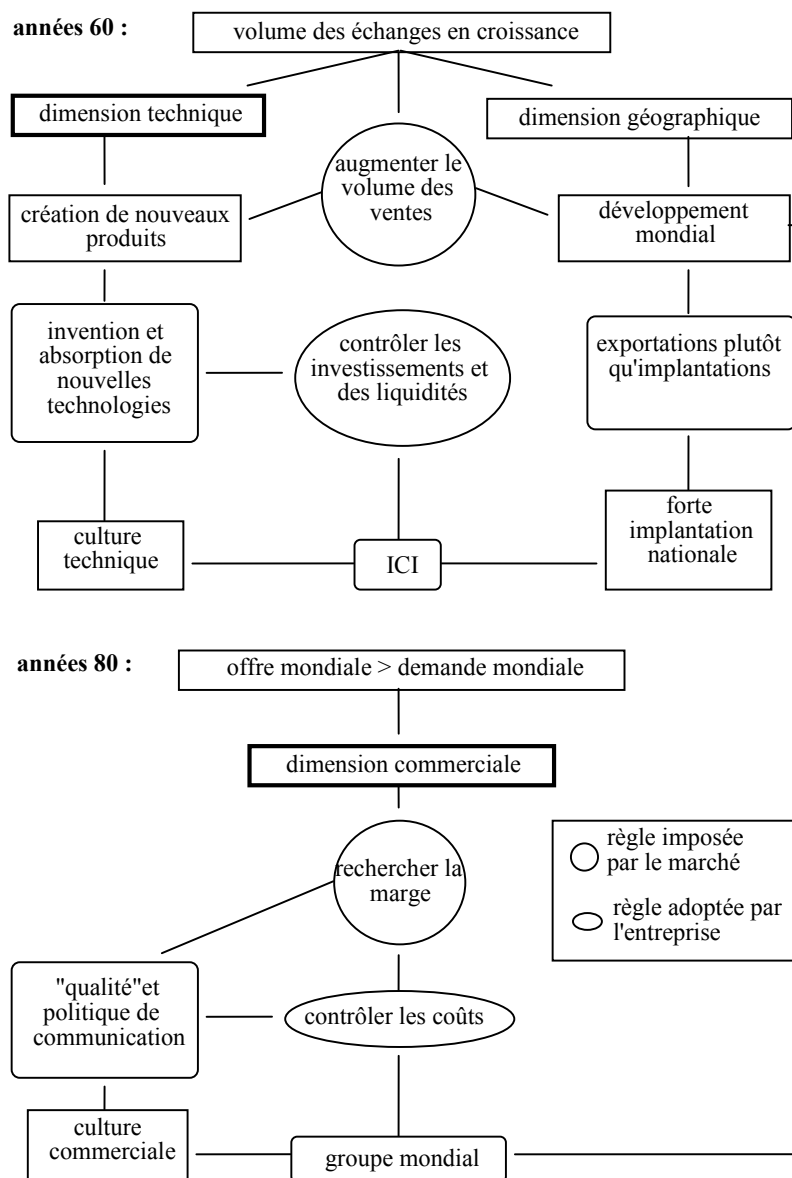 années 60 :
volume des échanges en croissance
dimension technique
dimension géographique
augmenter le
volume des
ventes
création de nouveaux
produits
développement
mondial
invention et
absorption de
nouvelles
technologies
contrôler les
investissements et
des liquidités
exportations plutôt
qu'implantations
culture
technique
ICI
forte
implantation
nationale
années 80 :
offre mondiale > demande mondiale
dimension commerciale
rechercher la
marge
règle imposée
par le marché
règle adoptée par
l'entreprise
"qualité"et
politique de
communication
contrôler les coûts
culture
commerciale
groupe mondial